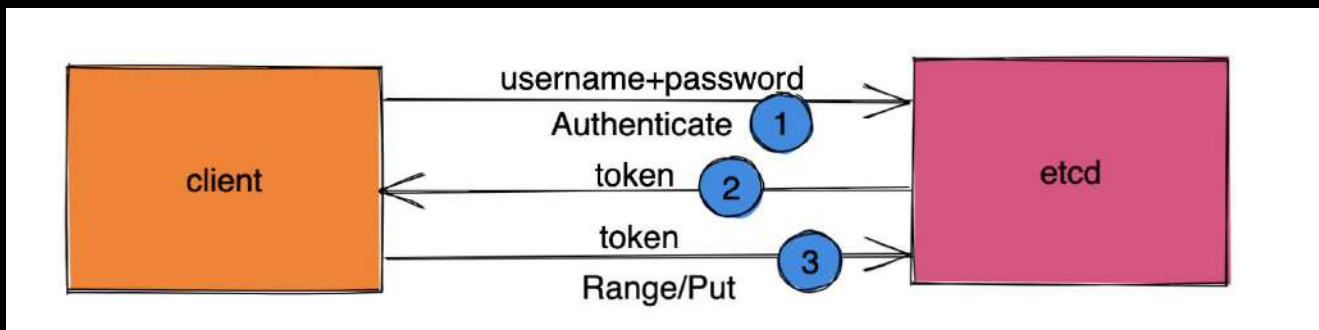 client
username+password
Authenticate 1
token 2
token
3
Range/Put
etcd